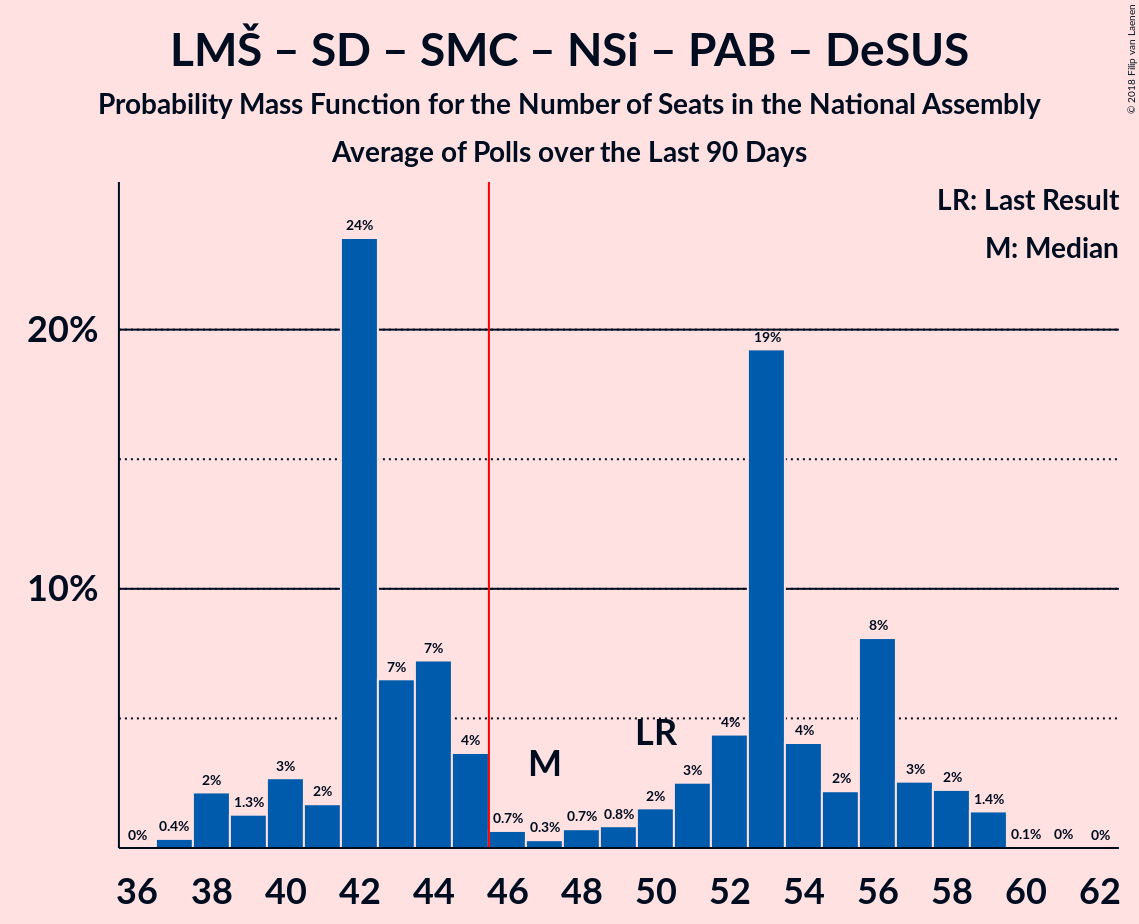 LMŠ – SD – SMC – NSi – PAB – DeSUS
Probability Mass Function for the Number of Seats in the National Assembly
Average of Polls over the Last 90 Days
© 2018 Filip van Laenen
LR: Last Result
M: Median
20%
10%
0% 0.4% 2% 1.3% 3% 2% 24% 7% 7% 4% 0.7% 0.3% 0.7% 0.8% 2% 3% 4% 19% 4% 2% 8% 3% 2% 1.4% 0.1% 0% 0%
M
LR
36 38 40 42 44 46 48 50 52 54 56 58 60 62